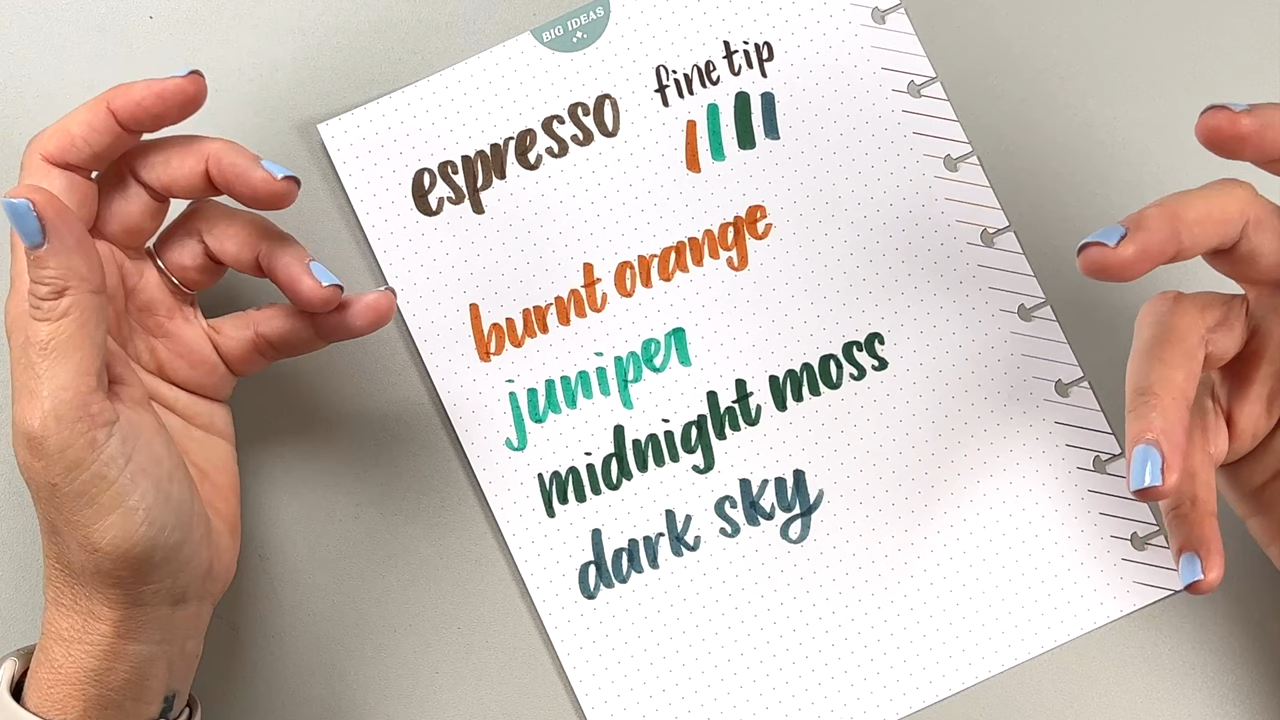 BIG IDEAS
fine tip
espresso
burnt orange
juniper
midnight moss
dark sky